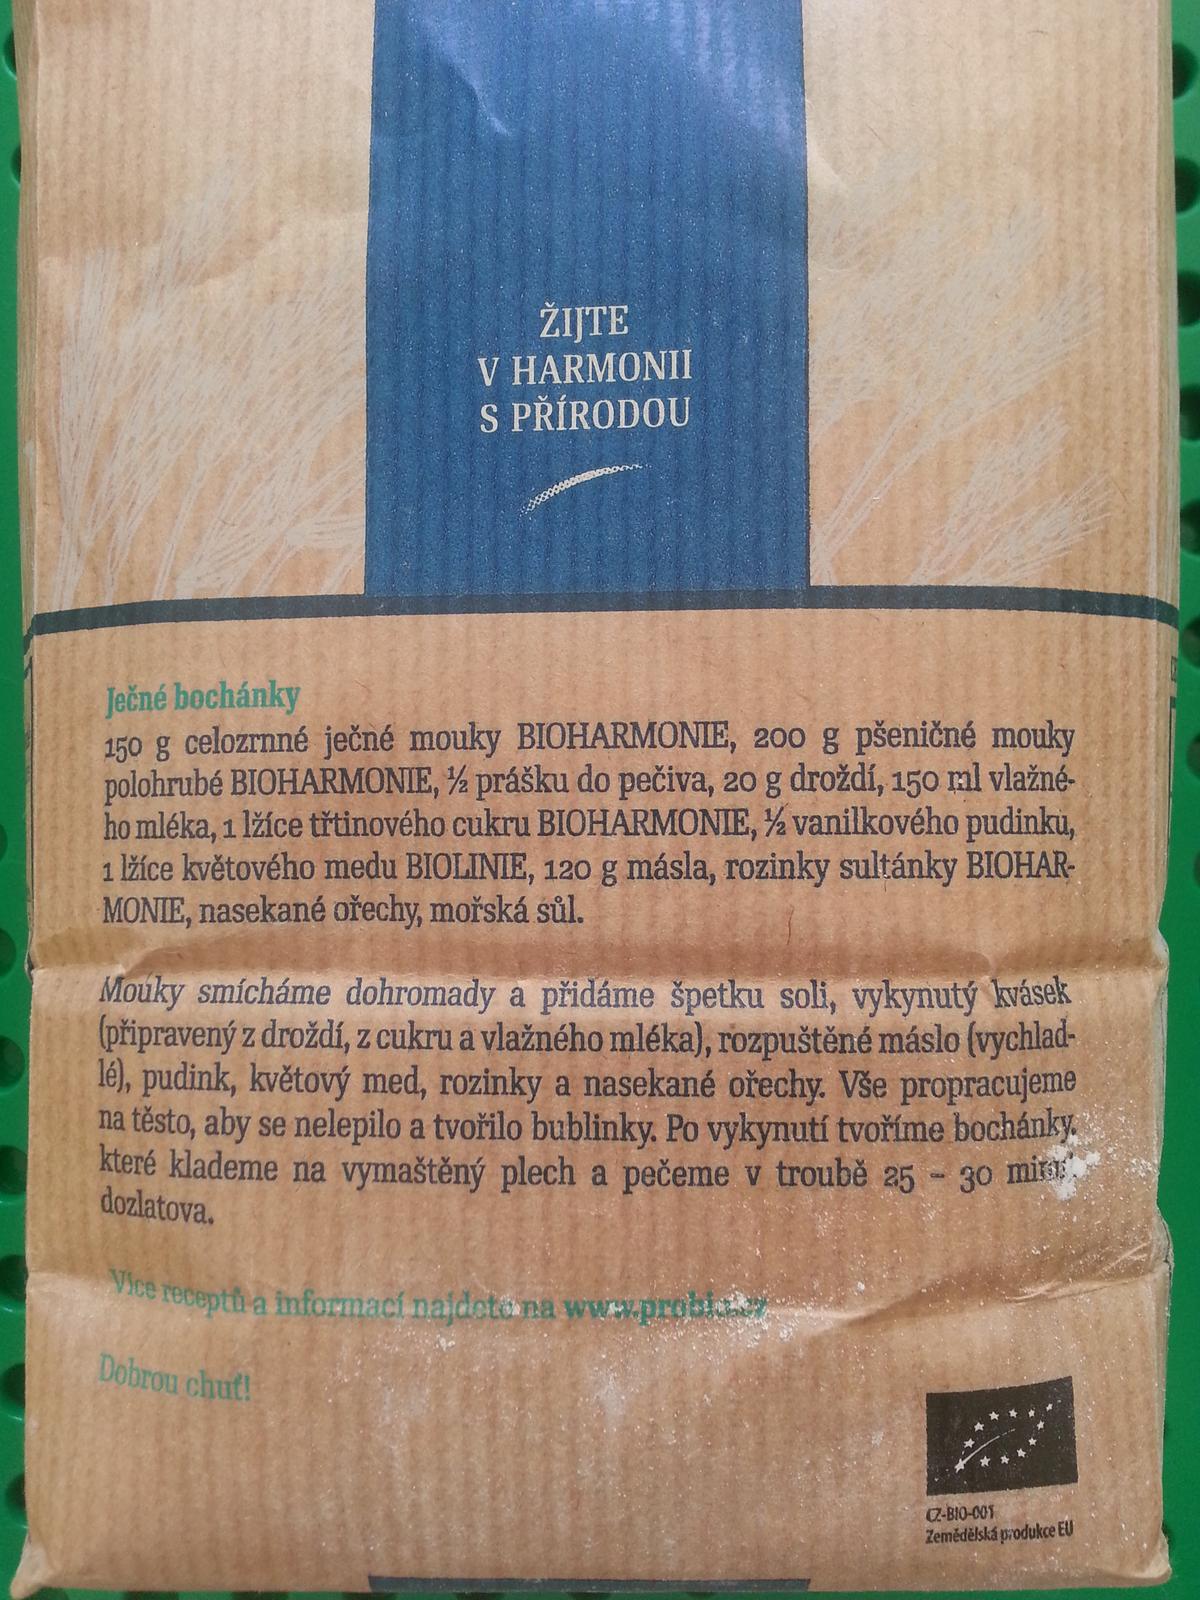 ŽIJTE
V HARMONII
S PŘÍRODOU
Ječné bochánky
150 g celozrnné ječné mouky BIOHARMONIE, 200 g pšeničné mouky
polohrubé BIOHARMONIE, ½ prášku do pečiva, 20 g droždí, 150 ml vlažné-
ho mléka, 1 lžíce třtinového cukru BIOHARMONIE, ½ vanilkového pudinku,
1 lžíce květového medu BIOLINIE, 120 g másla, rozinky sultánky BIOHAR-
MONIE, nasekané ořechy, mořská sůl.
Mouky smícháme dohromady a přidáme špetku soli, vykynutý kvásek
(připravený z droždí, z cukru a vlažného mléka), rozpuštěné máslo (vychlad-
lé), pudink, květový med, rozinky a nasekané ořechy. Vše propracujeme
na těsto, aby se nelepilo a tvořilo bublinky. Po vykynutí tvoříme bochánky,
které klademe na vymaštěný plech a pečeme v troubě 25 – 30
dozlatova.
Více receptů a informací najdete na www.probio.cz
Dobrou chuť!
CZ-BIO-001
Zemědělská produkce EU